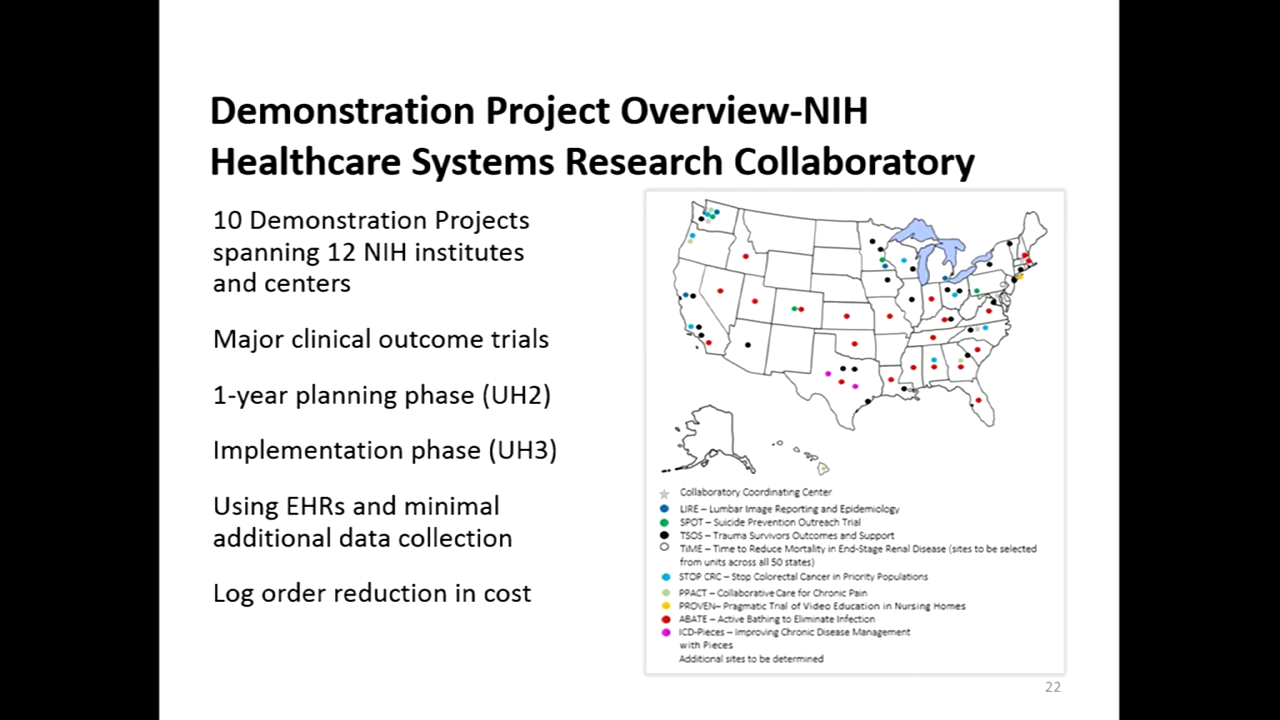 Demonstration Project Overview-NIH
Healthcare Systems Research Collaboratory
10 Demonstration Projects
spanning 12 NIH institutes
and centers
Major clinical outcome trials
1-year planning phase (UH2)
Implementation phase (UH3)
Using EHRs and minimal
additional data collection
Log order reduction in cost
Collaboratory Coordinating Center
LIRE – Lumbar Image Reporting and Epidemiology
SPOT – Suicide Prevention Outreach Trial
TSOS – Trauma Survivors Outcomes and Support
TiME – Time to Reduce Mortality in End-Stage Renal Disease (sites to be selected
from units across all 50 states)
STOP CRC – Stop Colorectal Cancer in Priority Populations
PPACT – Collaborative Care for Chronic Pain
PROVEN– Pragmatic Trial of Video Education in Nursing Homes
ABATE – Active Bathing to Eliminate Infection
ICD-Pieces – Improving Chronic Disease Management
with Pieces
Additional sites to be determined
22